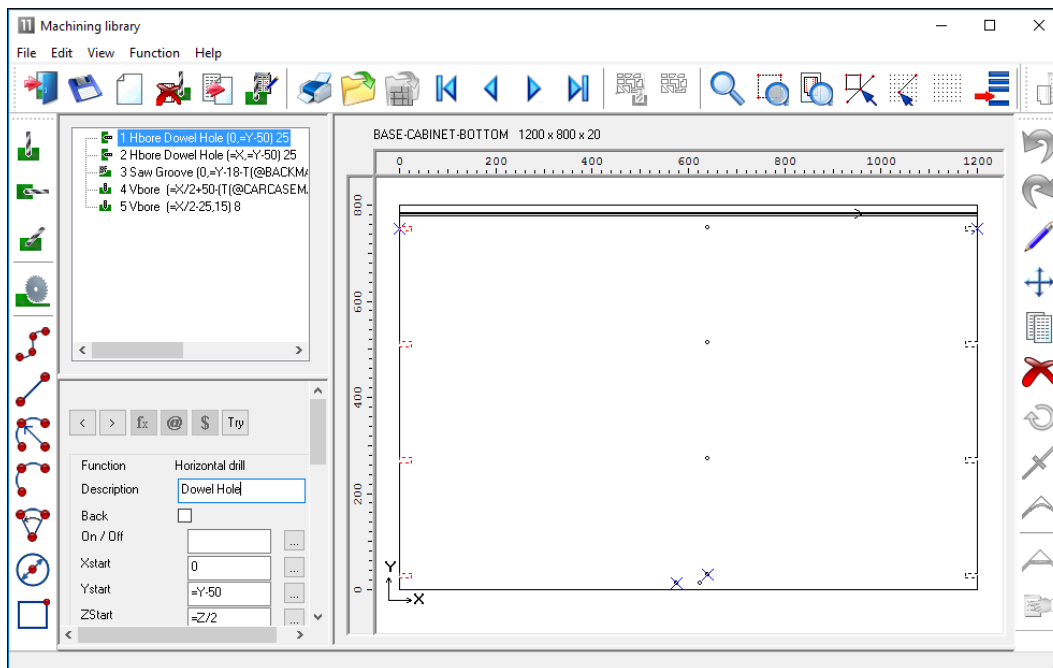 11 Machining library
File Edit View Function Help
1 Hbore Dowel Hole (0,=Y-50) 25
2 Hbore Dowel Hole (=X,=Y-50) 25
3 Saw Groove (0,=Y-18-T(@BACKMA
4 Vbore (=X/2+50-(T(@CARCASEM.
5 Vbore (=X/2-25,15) 8
< >
< > fx @ $ Try
Function Horizontal drill
Description Dowel Hole
Back
On / Off ...
Xstart 0 ...
Ystart =Y-50 ...
ZStart =Z/2 ...
BASE-CABINET-BOTTOM 1200 x 800 x 20
0 200 400 600 800 1000 1200
800
600
400
200
0
Y
X